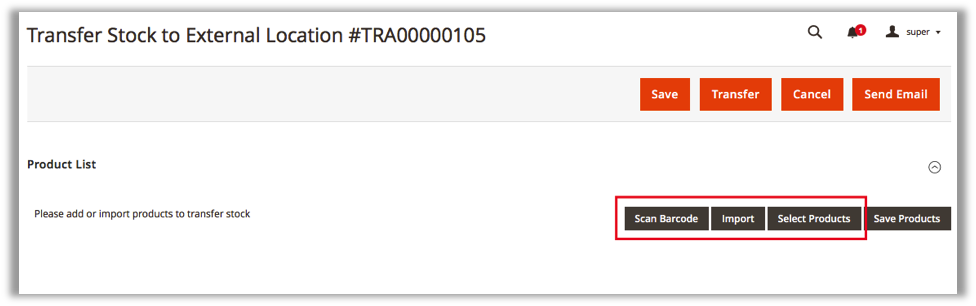 Transfer Stock to External Location #TRA00000105
1
super
Save Transfer Cancel Send Email
Product List
Please add or import products to transfer stock
Scan Barcode Import Select Products Save Products